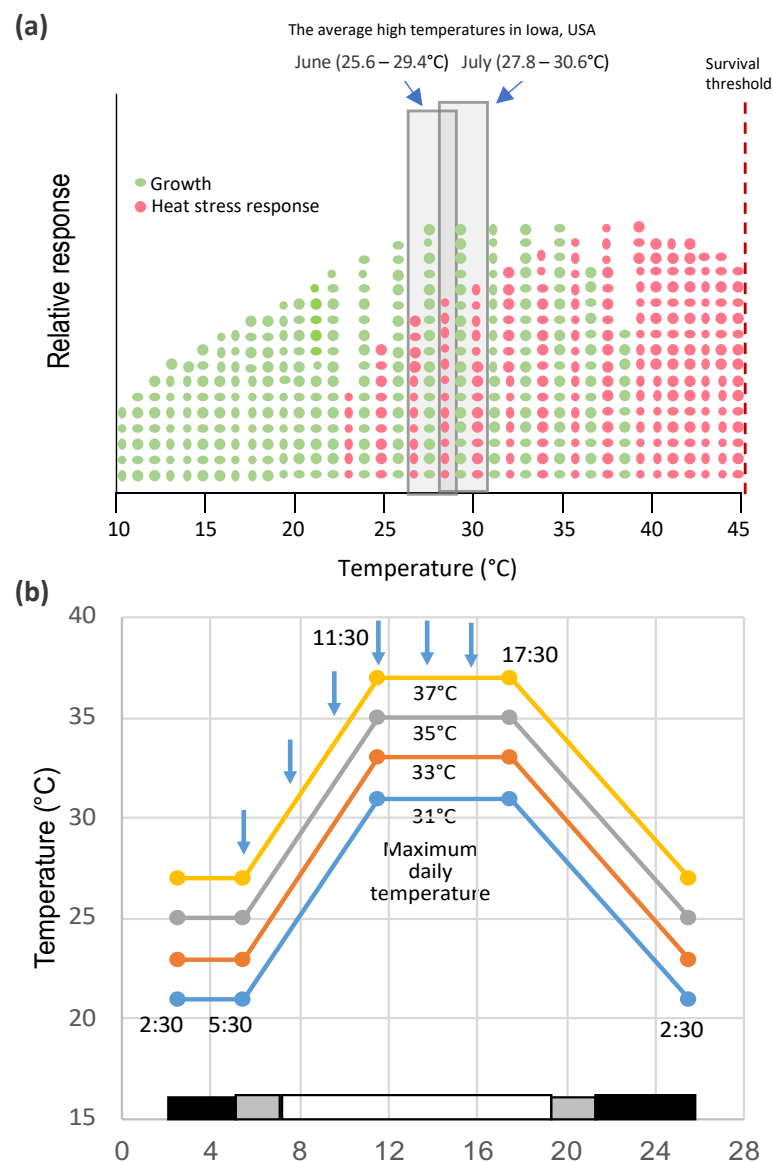 (a)
The average high temperatures in Iowa, USA
June (25.6 – 29.4°C) July (27.8 – 30.6°C)
Survival
threshold
Relative response
Growth
Heat stress response
10 15 20 25 30 35 40 45
Temperature (°C)
(b)
Temperature (°C)
40
35
30
25
20
15
11:30
17:30
37°C
35°C
33°C
31°C
Maximum
daily
temperature
2:30 5:30
2:30
0 4 8 12 16 20 24 28